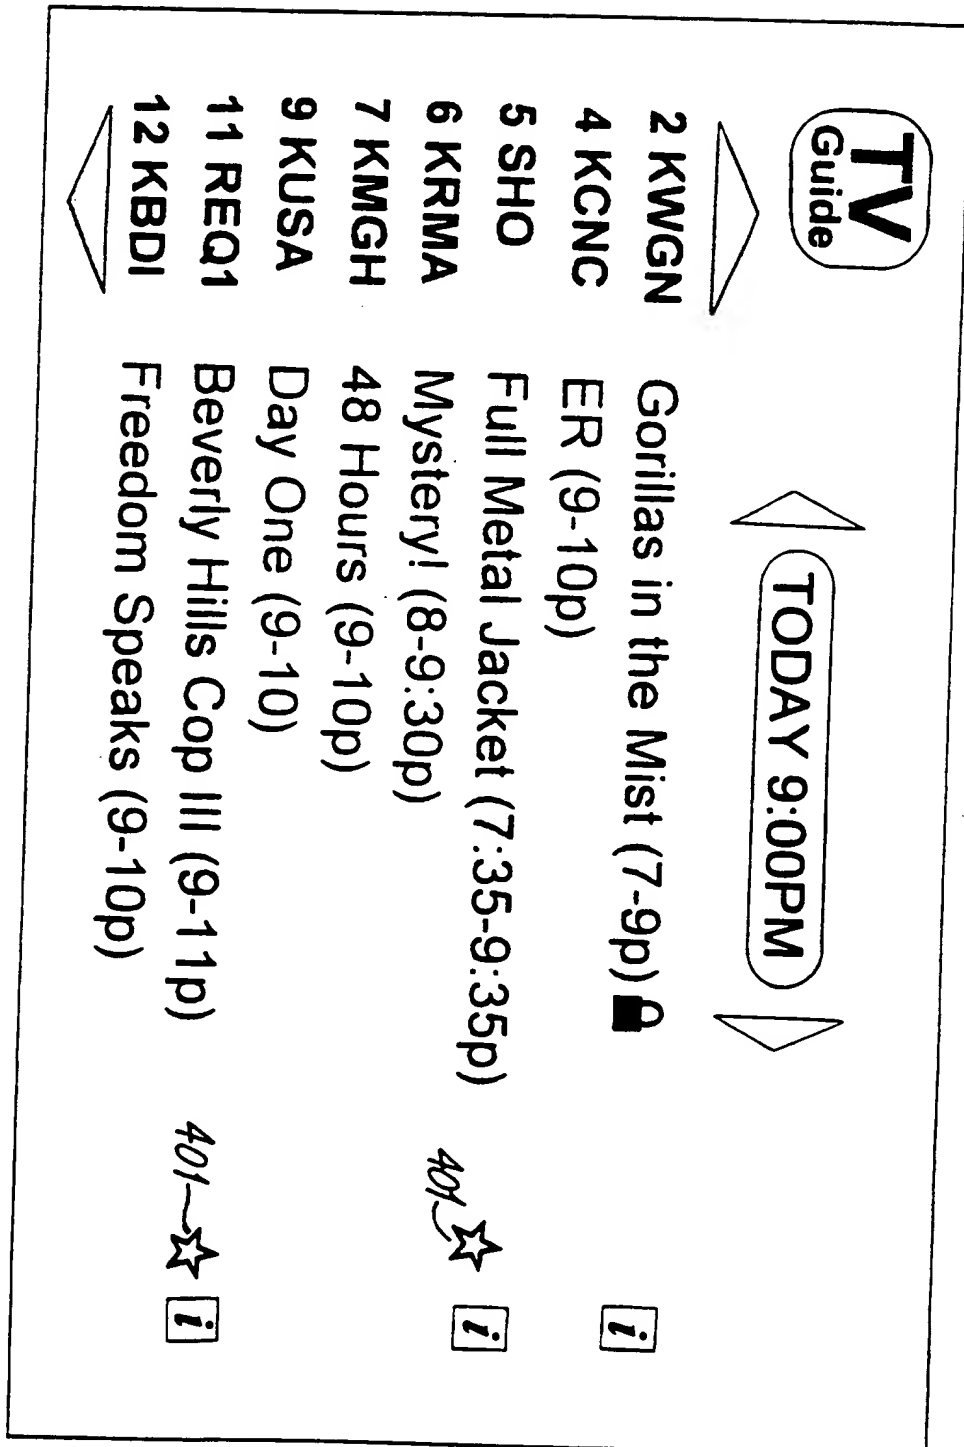 TV
Guide
TODAY 9:00PM
2 KWGN Gorillas in the Mist (7-9p) i
4 KCNC ER (9-10p)
5 SHO Full Metal Jacket (7:35-9:35p) 401 i
6 KRMA Mystery! (8-9:30p)
7 KMGH 48 Hours (9-10p)
9 KUSA Day One (9-10)
11 REQ1 Beverly Hills Cop III (9-11p) 401 i
12 KBDI Freedom Speaks (9-10p)